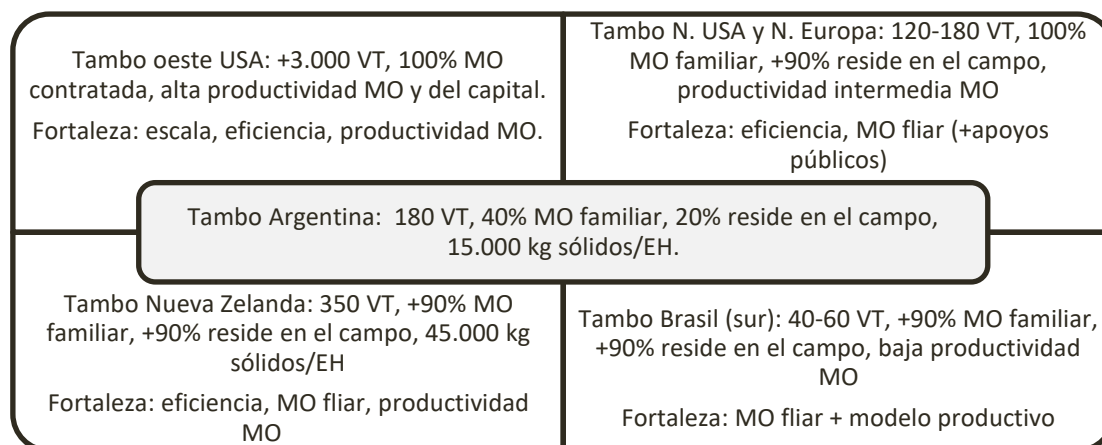 Tambo oeste USA: +3.000 VT, 100% MO
contratada, alta productividad MO y del capital.
Fortaleza: escala, eficiencia, productividad MO.
Tambo N. USA y N. Europa: 120-180 VT, 100%
MO familiar, +90% reside en el campo,
productividad intermedia MO
Fortaleza: eficiencia, MO fliar (+apoyos
públicos)
Tambo Argentina: 180 VT, 40% MO familiar, 20% reside en el campo,
15.000 kg sólidos/EH.
Tambo Nueva Zelanda: 350 VT, +90% MO
familiar, +90% reside en el campo, 45.000 kg
sólidos/EH
Fortaleza: eficiencia, MO fliar, productividad
MO
Tambo Brasil (sur): 40-60 VT, +90% MO familiar,
+90% reside en el campo, baja productividad
MO
Fortaleza: MO fliar + modelo productivo